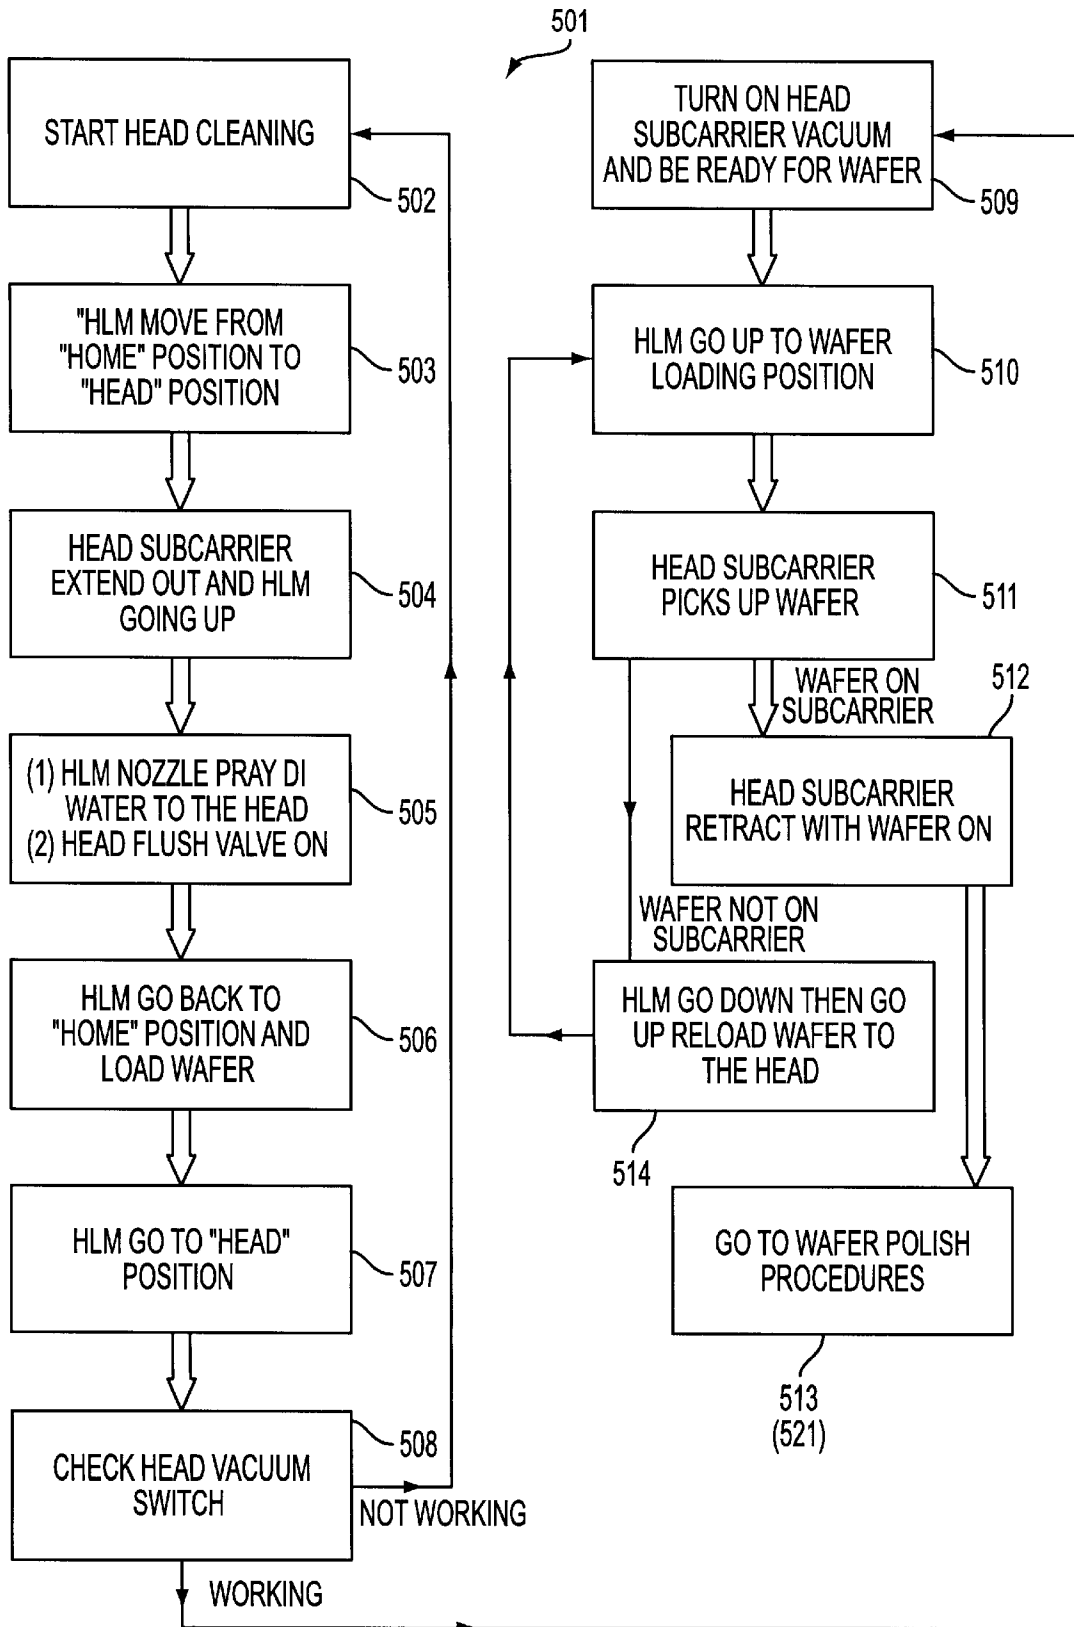 501
START HEAD CLEANING
502
"HLM MOVE FROM
"HOME" POSITION TO
"HEAD" POSITION
503
HEAD SUBCARRIER
EXTEND OUT AND HLM
GOING UP
504
(1) HLM NOZZLE PRAY DI
WATER TO THE HEAD
(2) HEAD FLUSH VALVE ON
505
HLM GO BACK TO
"HOME" POSITION AND
LOAD WAFER
506
HLM GO TO "HEAD"
POSITION
507
CHECK HEAD VACUUM
SWITCH
508
NOT WORKING
WORKING
TURN ON HEAD
SUBCARRIER VACUUM
AND BE READY FOR WAFER
509
HLM GO UP TO WAFER
LOADING POSITION
510
HEAD SUBCARRIER
PICKS UP WAFER
511
WAFER ON
SUBCARRIER
512
HEAD SUBCARRIER
RETRACT WITH WAFER ON
WAFER NOT ON
SUBCARRIER
HLM GO DOWN THEN GO
UP RELOAD WAFER TO
THE HEAD
514
GO TO WAFER POLISH
PROCEDURES
513
(521)